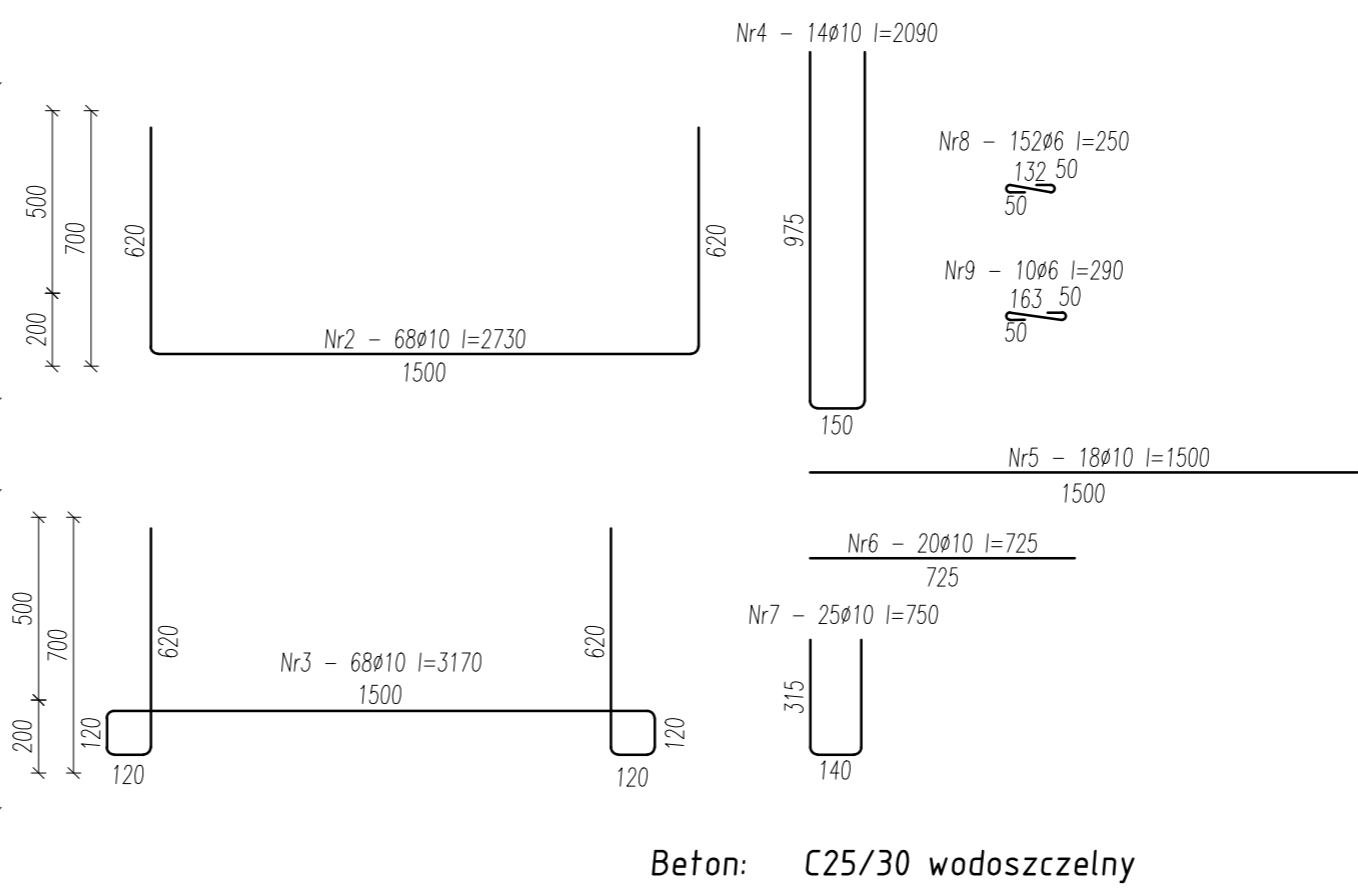 Nr4 - 14ø10 l=2090
500
700
200
620
620
Nr2 - 68ø10 l=2730
1500
975
150
Nr8 - 152ø6 l=250
132 50
50
Nr9 - 10ø6 l=290
163 50
50
Nr5 - 18ø10 l=1500
1500
Nr6 - 20ø10 l=725
725
500
700
200
620
620
Nr3 - 68ø10 l=3170
1500
120
120
120
120
Nr7 - 25ø10 l=750
315
140
Beton: C25/30 wodoszczelny